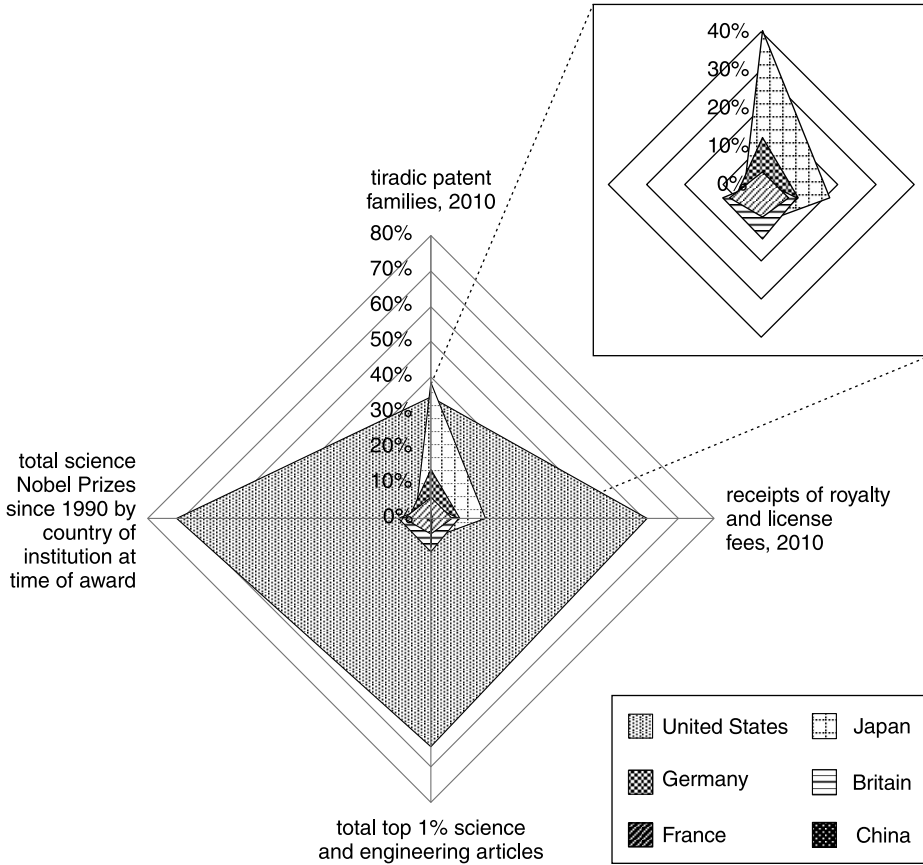 40%
30%
20%
10%
0%
tiradic patent
families, 2010
80%
70%
60%
50%
40%
30%
20%
10%
0%
total science
Nobel Prizes
since 1990 by
country of
institution at
time of award
receipts of royalty
and license
fees, 2010
total top 1% science
and engineering articles
United States
Japan
Germany
Britain
France
China